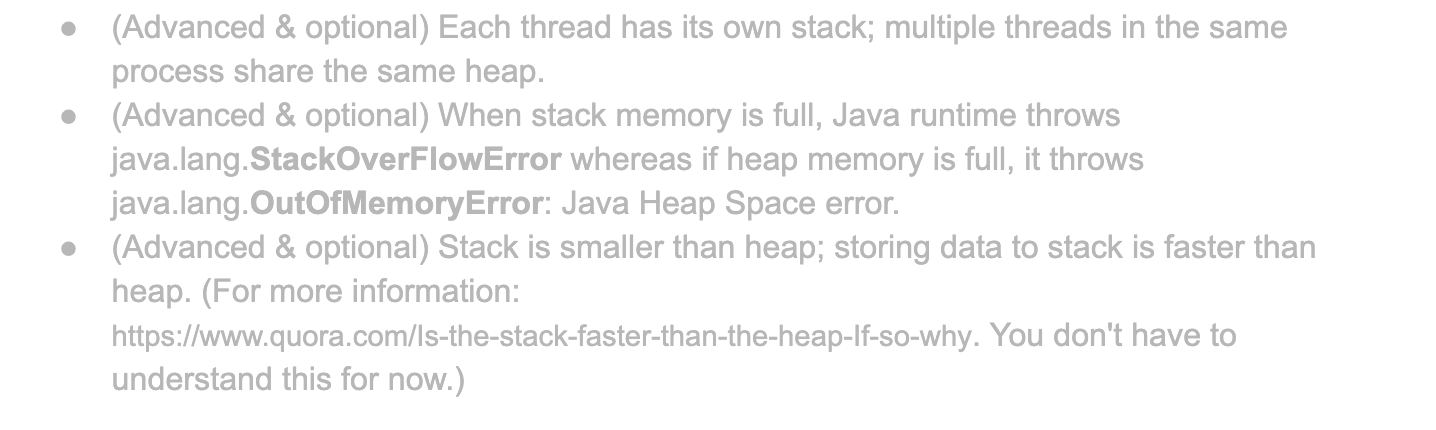 ● (Advanced & optional) Each thread has its own stack; multiple threads in the same
process share the same heap.
● (Advanced & optional) When stack memory is full, Java runtime throws
java.lang.StackOverFlowError whereas if heap memory is full, it throws
java.lang.OutOfMemoryError: Java Heap Space error.
● (Advanced & optional) Stack is smaller than heap; storing data to stack is faster than
heap. (For more information:
https://www.quora.com/Is-the-stack-faster-than-the-heap-If-so-why. You don't have to
understand this for now.)